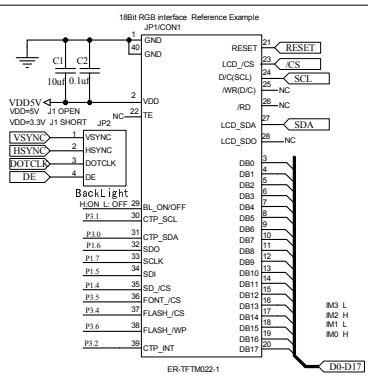 18Bit RGB interface Reference Example
JP1/CON1
1 GND
40 GND
C1 C2
10uf 0.1uf
VDD5V
2 VDD
VDD=5V J1 OPEN
VDD=3.3V J1 SHORT
NC 22 TE
JP2
VSYNC 1 VSYNC
HSYNC 2 HSYNC
DOTCLK 3 DOTCLK
DE 4 DE
BackLight
H:ON L: OFF 29 BL_ON/OFF
P3.1 30 CTP_SCL
P3.0 31 CTP_SDA
P1.6 32 SDO
P1.7 33 SCLK
P1.5 34 SDI
P1.4 35 SD_/CS
P3.5 36 FONT_/CS
P3.4 37 FLASH_/CS
P3.6 38 FLASH_/WP
P3.2 39 CTP_INT
RESET 21 RESET
LCD_/CS 23 /CS
D/C(SCL) 24 SCL
/WR(D/C) 25 NC
/RD 26 NC
LCD_SDA 27 SDA
LCD_SDO 28 NC
DB0 3
DB1 4
DB2 5
DB3 6
DB4 7
DB5 8
DB6 9
DB7 10
DB8 11
DB9 12
DB10 13
DB11 14
DB12 15
DB13 16
DB14 17
DB15 18
DB16 19
DB17 20
IM3 L
IM2 H
IM1 L
IM0 H
D0-D17
ER-TFTM022-1